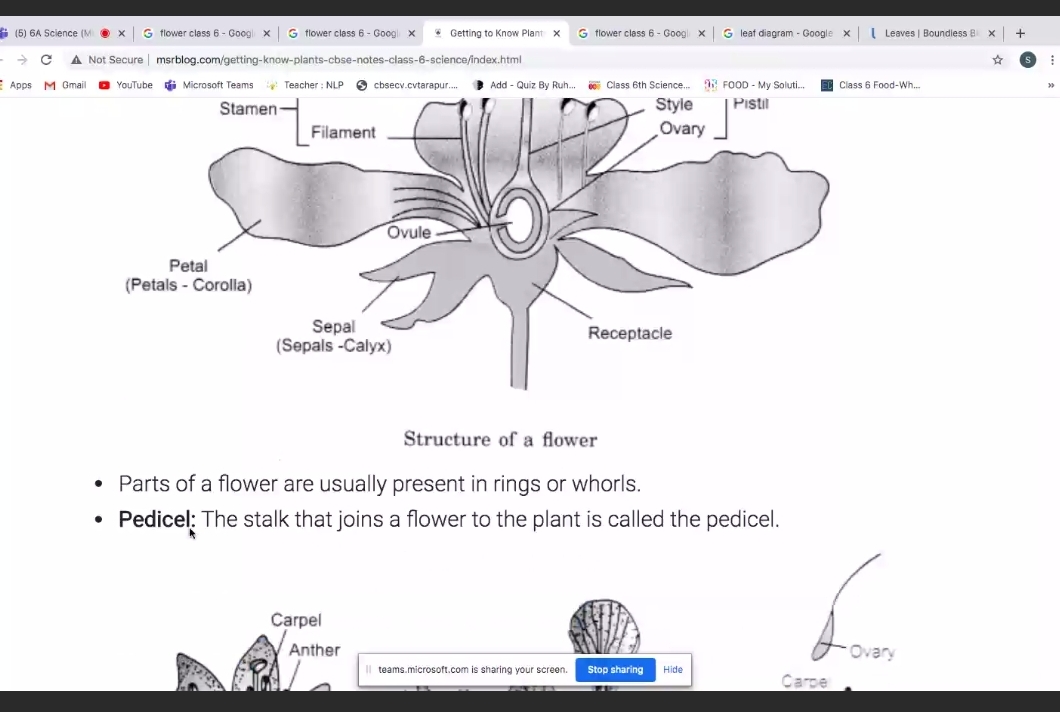 (5) 6A Science (M
flower class 6 - Goog
flower class 6 - Googl
Getting to Know Plant
flower class 6 - Googl
leaf diagram - Google
Leaves | Boundless Bi
Not Secure | msrblog.com/getting-know-plants-cbse-notes-class-6-science/index.html
S
Apps
Gmail
YouTube
Microsoft Teams
Teacher : NLP
cbsecv.cvtarapur....
Add - Quiz By Ruh...
Class 6th Science...
FOOD - My Soluti...
Class 6 Food-Wh...
Stamen
Style
Pistil
Filament
Ovary
Ovule
Petal
(Petals - Corolla)
Sepal
(Sepals -Calyx)
Receptacle
Structure of a flower
• Parts of a flower are usually present in rings or whorls.
• Pedicel: The stalk that joins a flower to the plant is called the pedicel.
Carpel
Anther
Ovary
Carpe
teams.microsoft.com is sharing your screen.
Stop sharing
Hide